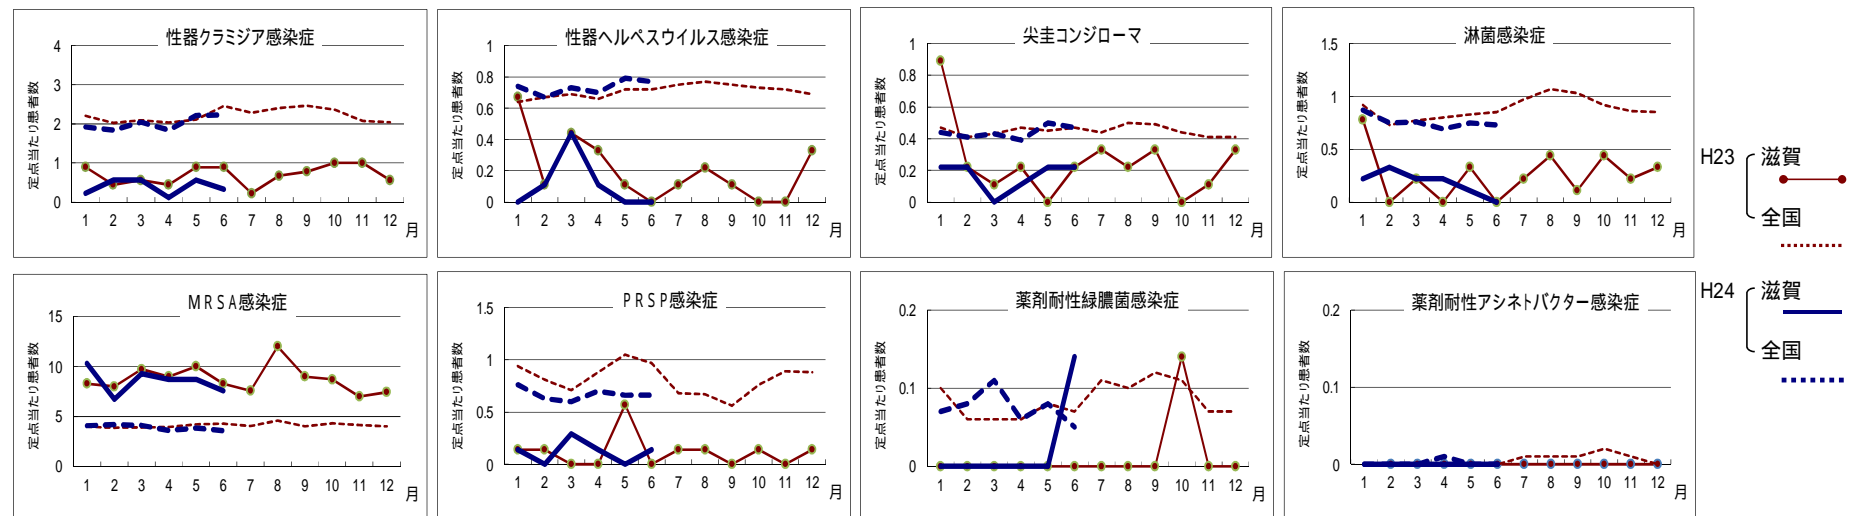 性器クラミジア感染症
定点当たり患者数
4
3
2
1
0
1 2 3 4 5 6 7 8 9 10 11 12
月
性器ヘルペスウイルス感染症
定点当たり患者数
1
0.8
0.6
0.4
0.2
0
1 2 3 4 5 6 7 8 9 10 11 12
月
尖圭コンジローマ
定点当たり患者数
1
0.8
0.6
0.4
0.2
0
1 2 3 4 5 6 7 8 9 10 11 12
月
淋菌感染症
定点当たり患者数
1.5
1
0.5
0
1 2 3 4 5 6 7 8 9 10 11 12
月
MRSA感染症
定点当たり患者数
15
10
5
0
1 2 3 4 5 6 7 8 9 10 11 12
月
PRSP感染症
定点当たり患者数
1.5
1
0.5
0
1 2 3 4 5 6 7 8 9 10 11 12
月
薬剤耐性緑膿菌感染症
定点当たり患者数
0.2
0.1
0
1 2 3 4 5 6 7 8 9 10 11 12
月
薬剤耐性アシネトバクター感染症
定点当たり患者数
0.2
0.1
0
1 2 3 4 5 6 7 8 9 10 11 12
月
H23
滋賀
全国
H24
滋賀
全国